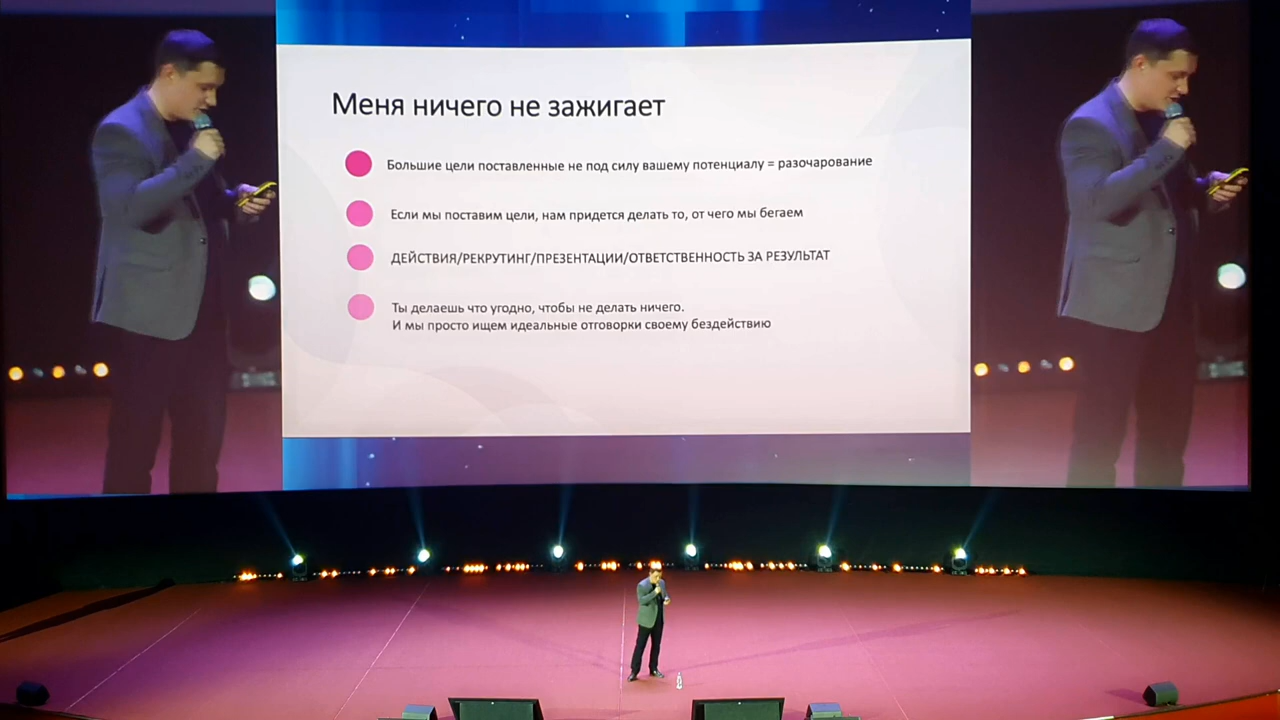 Меня ничего не зажигает
Большие цели поставленные не под силу вашему потенциалу = разочарование
Если мы поставим цели, нам придется делать то, от чего мы бегаем
ДЕЙСТВИЯ/РЕКРУТИНГ/ПРЕЗЕНТАЦИИ/ОТВЕТСТВЕННОСТЬ ЗА РЕЗУЛЬТАТ
Ты делаешь что угодно, чтобы не делать ничего.
И мы просто ищем идеальные отговорки своему бездействию